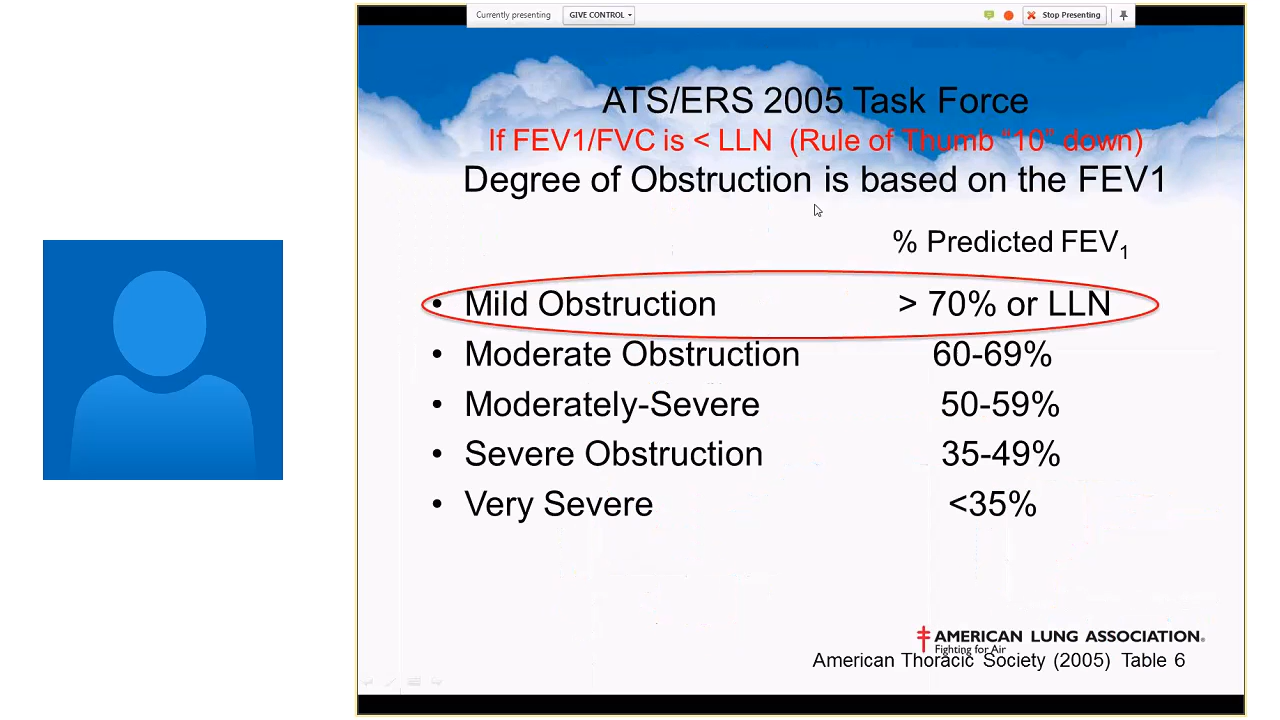 Currently presenting GIVE CONTROL Stop Presenting
ATS/ERS 2005 Task Force
If FEV1/FVC is < LLN (Rule of Thumb “10” down)
Degree of Obstruction is based on the FEV1
% Predicted FEV1
• Mild Obstruction > 70% or LLN
• Moderate Obstruction 60-69%
• Moderately-Severe 50-59%
• Severe Obstruction 35-49%
• Very Severe <35%
AMERICAN LUNG ASSOCIATION®
Fighting for Air
American Thoracic Society (2005) Table 6